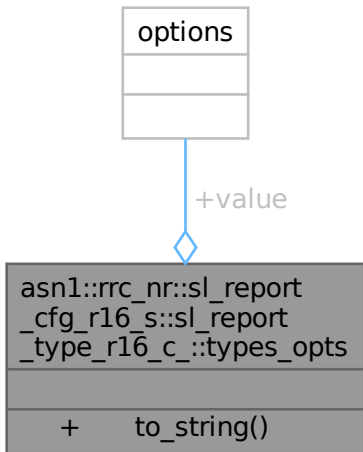 options
+value
asn1::rrc_nr::sl_report
_cfg_r16_s::sl_report
_type_r16_c_::types_opts
+ to_string()